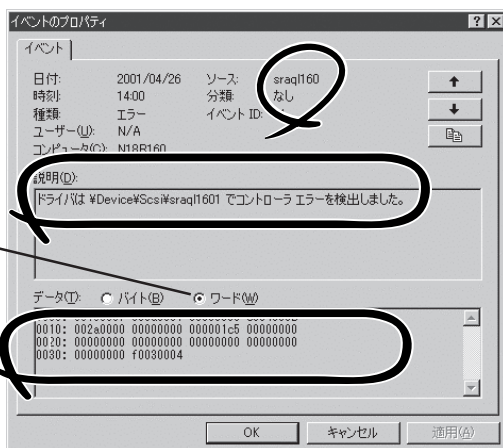 イベントのプロパティ
イベント
日付: 2001/04/26 ソース: sraql160
時刻: 14:00 分類: なし
種類: エラー イベント ID:
ユーザー(U): N/A
コンピュータ(C): N18R160
説明(D):
ドライバは ¥Device¥Scsi¥sraql1601 でコントローラ エラーを検出しました。
データ(T): バイト(B) ワード(W)
0010: 002a0000 00000000 000001c5 00000000
0020: 00000000 00000000 00000000 00000000
0030: 00000000 f0030004
OK キャンセル 適用(A)